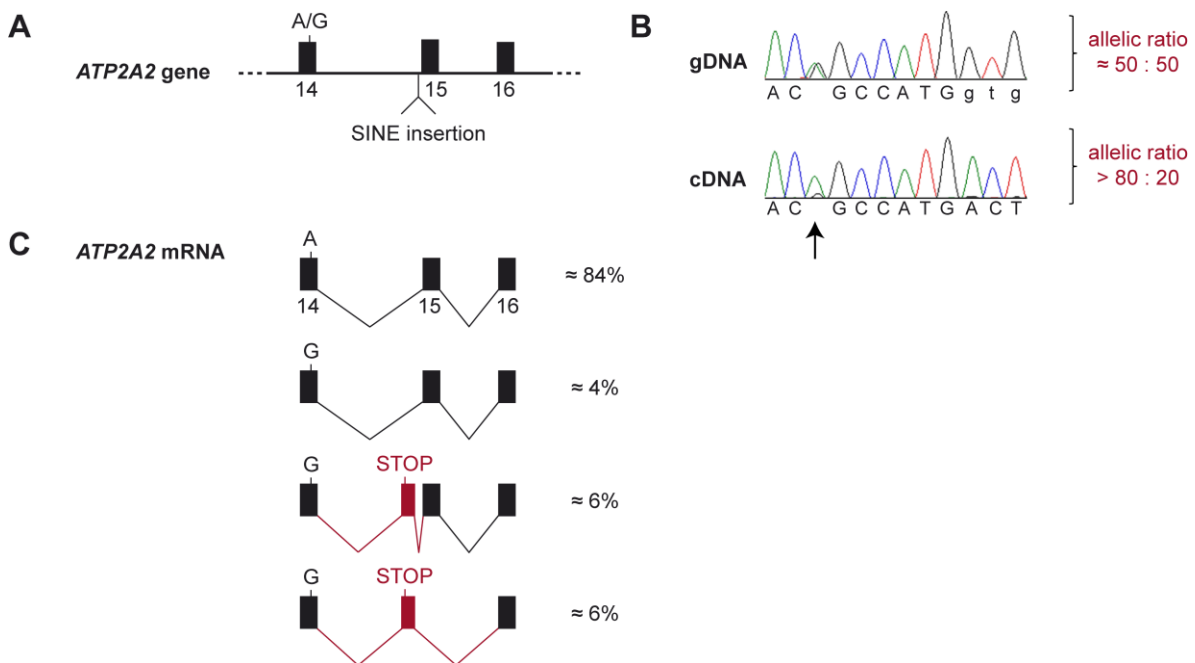 A
A/G
ATP2A2 gene
14
15
16
SINE insertion
B
gDNA
A C G C C A T G g t g
allelic ratio
≈ 50 : 50
cDNA
A C G C C A T G A C T
allelic ratio
> 80 : 20
C
ATP2A2 mRNA
A
14
15
16
≈ 84%
G
≈ 4%
G
STOP
≈ 6%
G
STOP
≈ 6%